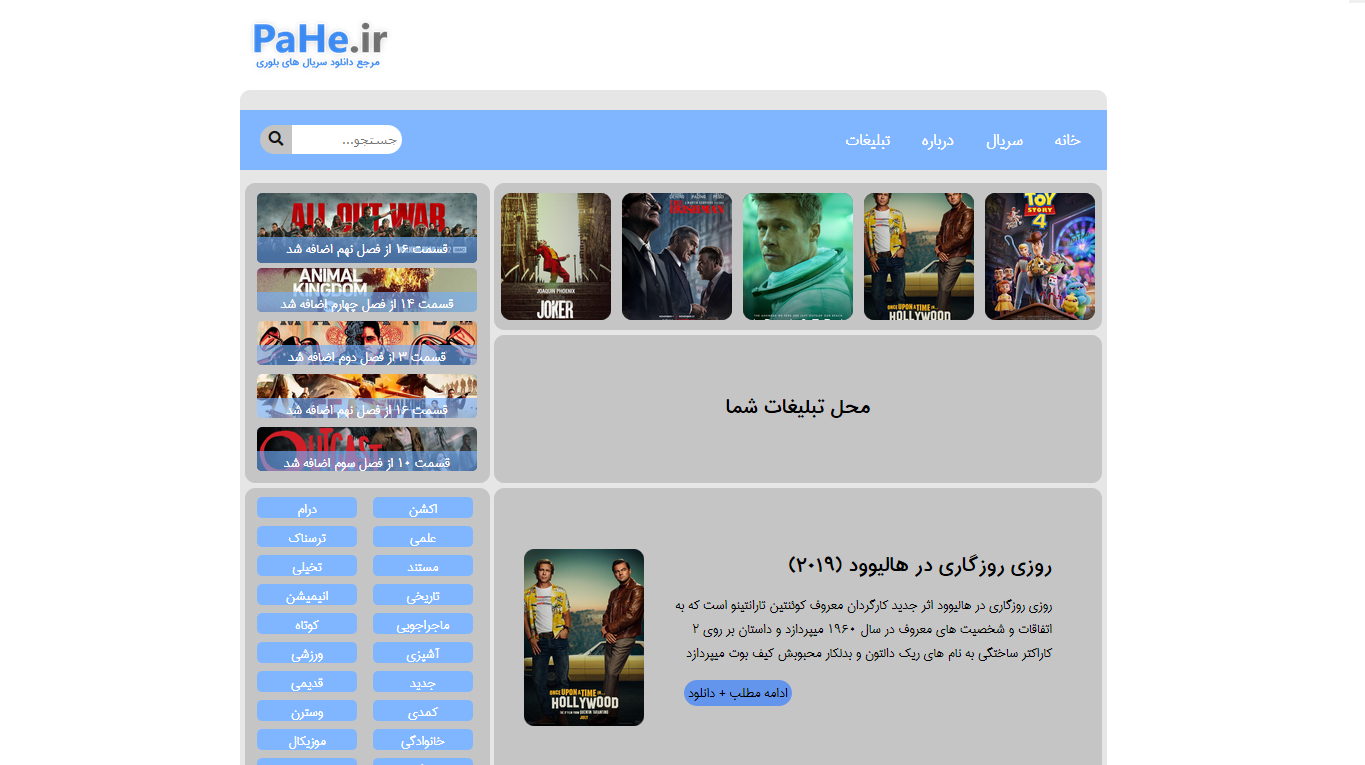 PaHe.ir
مرجع دانلود سریال های بلوری
خانه
سریال
درباره
تبلیغات
جستجو...
TOY
STORY
4
ONCE UPON A TIME IN...
HOLLYWOOD
JOAQUIN PHOENIX
JOKER
ALL OUT WAR
قسمت ۱۶ از فصل نهم اضافه شد
ANIMAL
KINGDOM
قسمت ۱۴ از فصل چهارم اضافه شد
قسمت ۳ از فصل دوم اضافه شد
قسمت ۱۶ از فصل نهم اضافه شد
OUTCAST
قسمت ۱۰ از فصل سوم اضافه شد
محل تبلیغات شما
روزی روزگاری در هالیوود (۲۰۱۹)
روزی روزگاری در هالیوود اثر جدید کارگردان معروف کوئنتین تارانتینو است که به
اتفاقات و شخصیت های معروف در سال ۱۹۶۰ میپردازد و داستان بر روی ۲
کاراکتر ساختگی به نام های ریک دالتون و بدلکار محبوبش کیف بوت میپردازد
ادامه مطلب + دانلود
ONCE UPON A TIME IN...
HOLLYWOOD
اکشن
درام
علمی
ترسناک
مستند
تخیلی
تاریخی
انیمیشن
ماجراجویی
کوتاه
آشپزی
ورزشی
جدید
قدیمی
کمدی
وسترن
خانوادگی
موزیکال